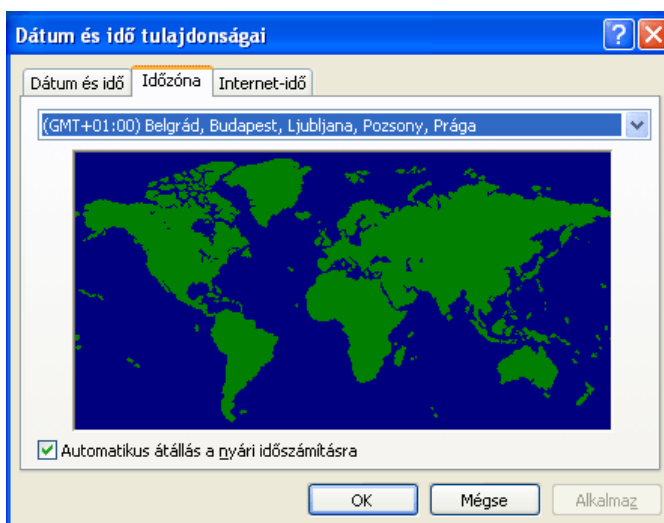 Dátum és idő tulajdonságai
Dátum és idő Időzóna Internet-idő
(GMT+01:00) Belgrád, Budapest, Ljubljana, Pozsony, Prága
Automatikus átállás a nyári időszámításra
OK Mégse Alkalmaz